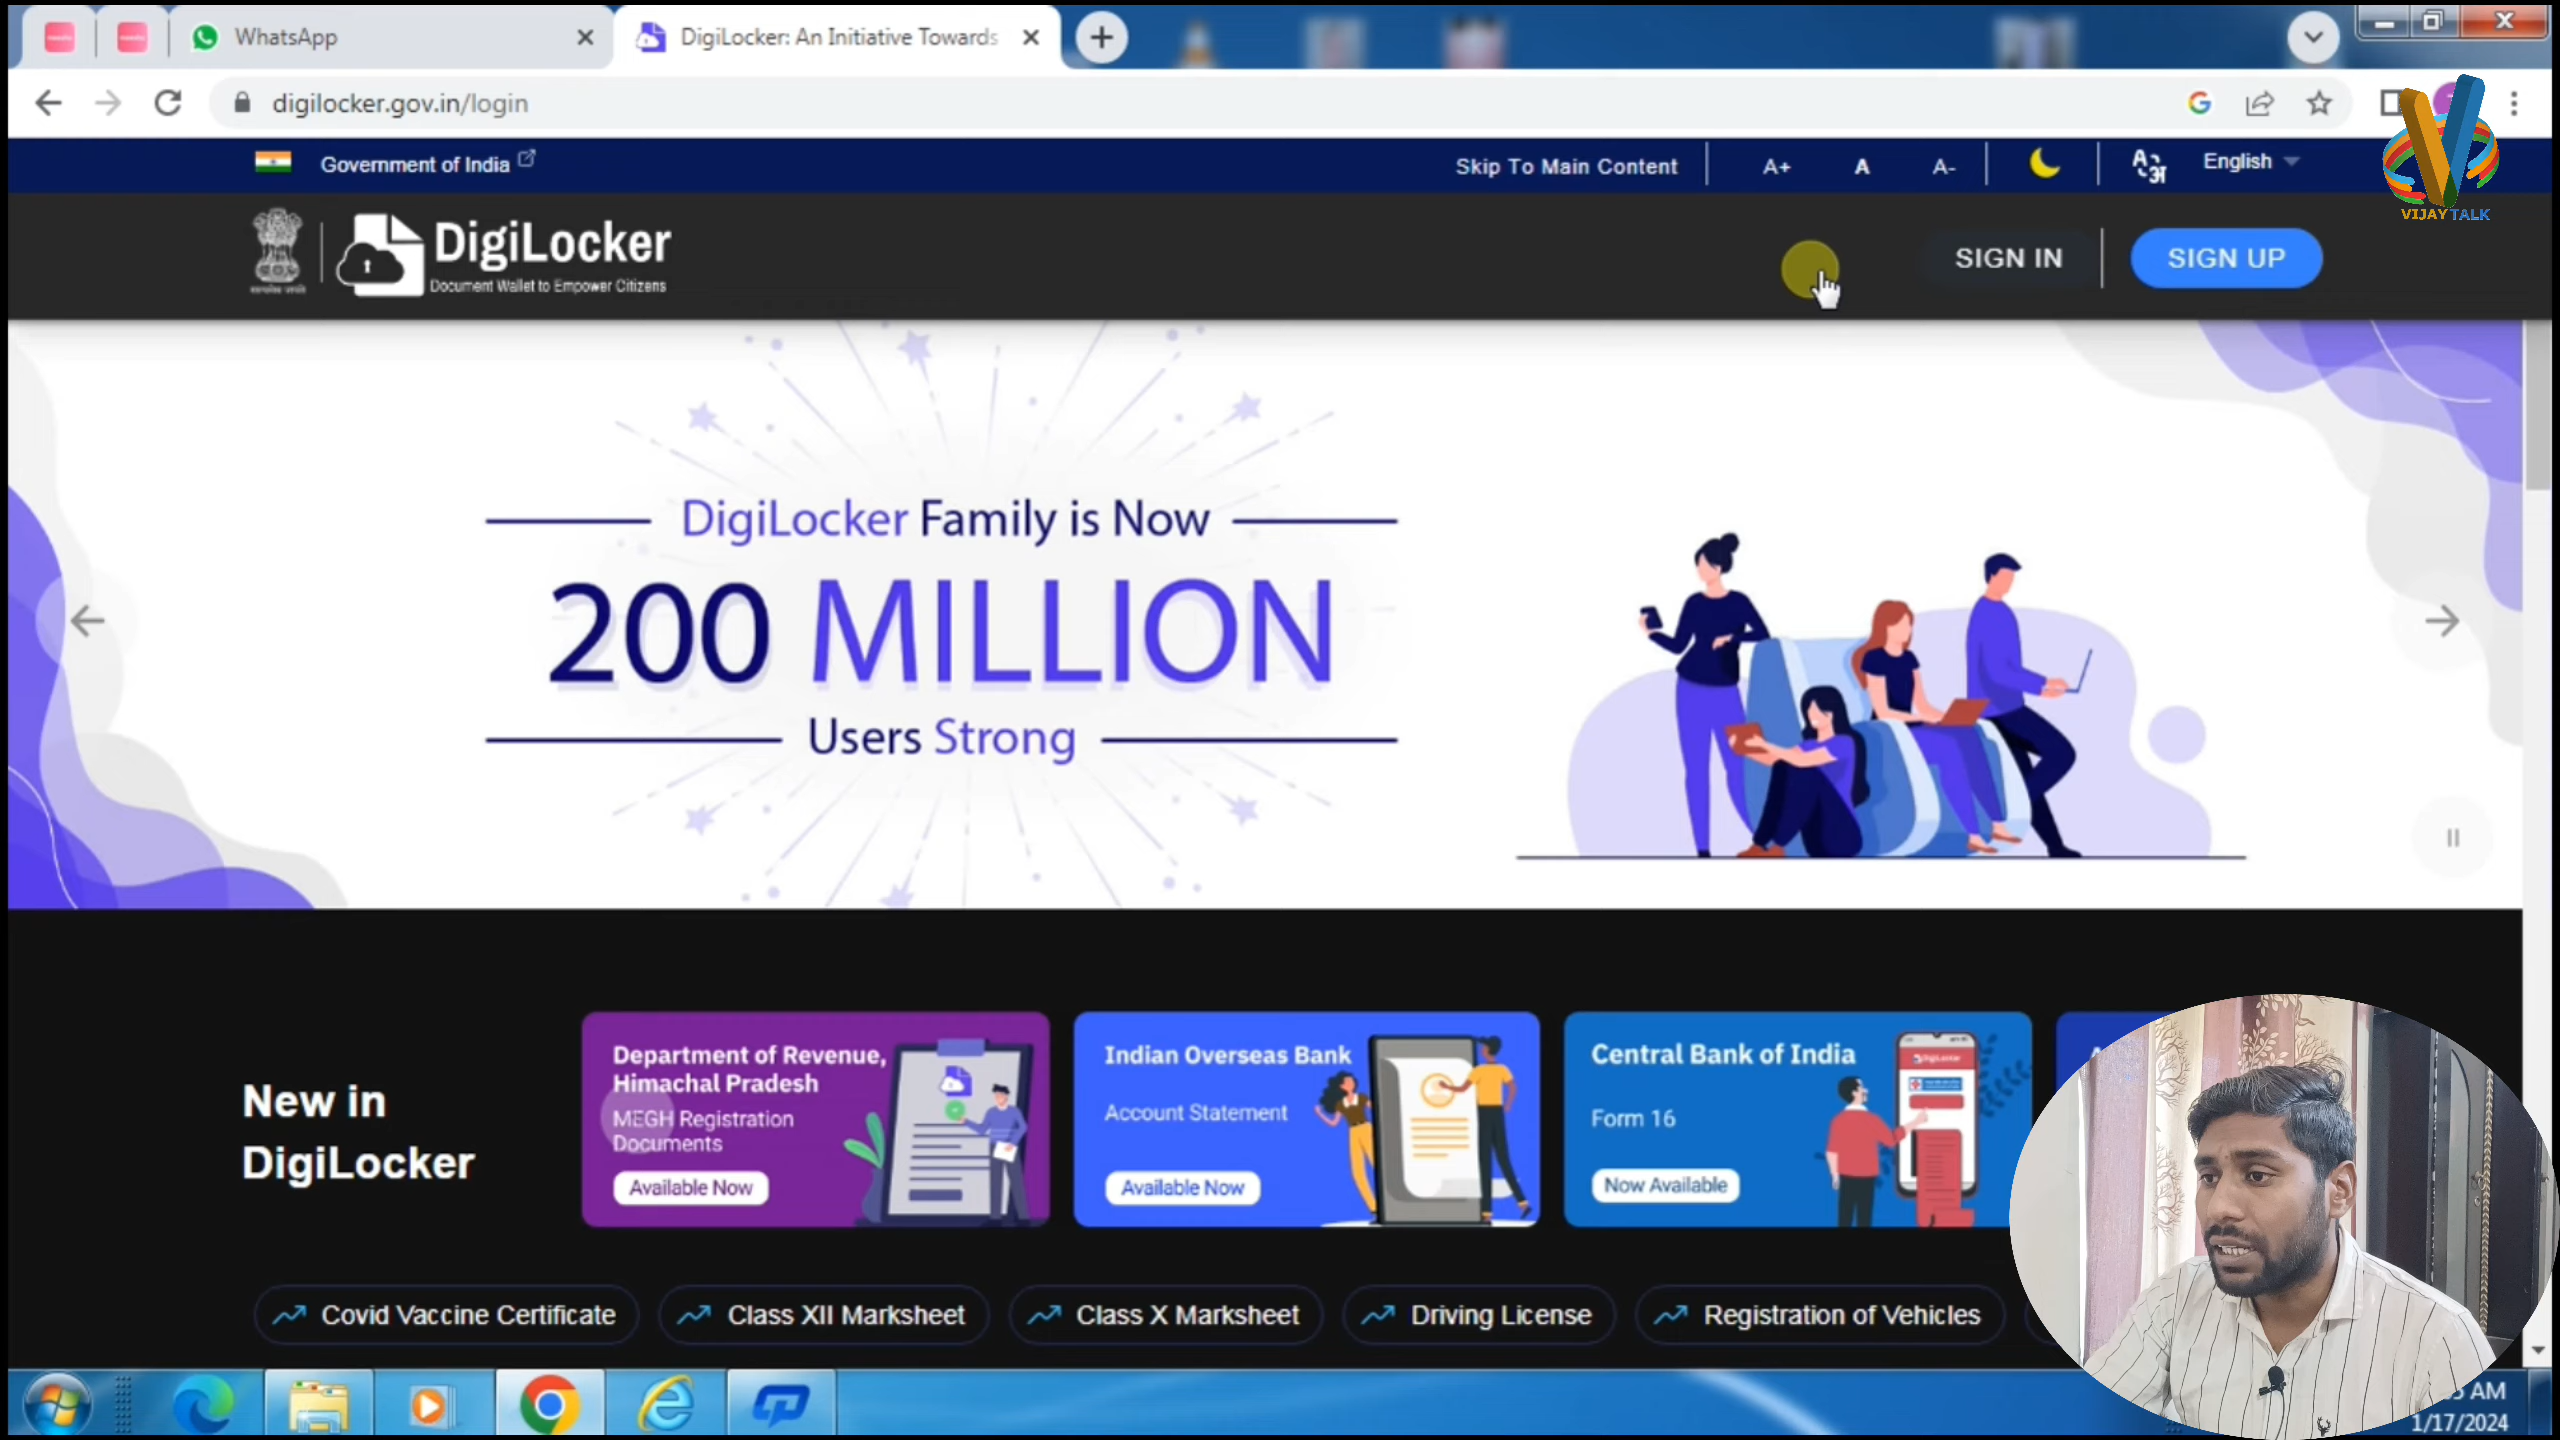 WhatsApp
DigiLocker: An Initiative Towards
digilocker.gov.in/login
Government of India
Skip To Main Content
A+
A
A-
English
VIJAYTALK
DigiLocker
Document Wallet to Empower Citizens
SIGN IN
SIGN UP
DigiLocker Family is Now
200 MILLION
Users Strong
New in
DigiLocker
Department of Revenue,
Himachal Pradesh
MEGH Registration
Documents
Available Now
Indian Overseas Bank
Account Statement
Available Now
Central Bank of India
Form 16
Now Available
Covid Vaccine Certificate
Class XII Marksheet
Class X Marksheet
Driving License
Registration of Vehicles
AM
1/17/2024